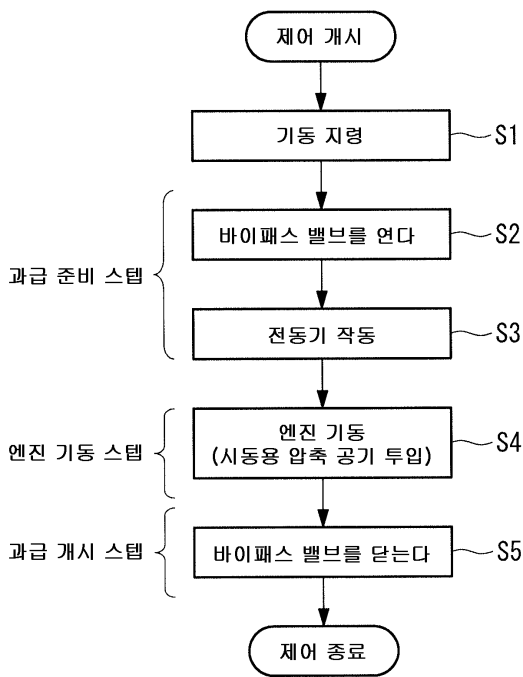 제어 개시
기동 지령
S1
과급 준비 스텝
바이패스 밸브를 연다
S2
전동기 작동
S3
엔진 기동 스텝
엔진 기동
(시동용 압축 공기 투입)
S4
과급 개시 스텝
바이패스 밸브를 닫는다
S5
제어 종료